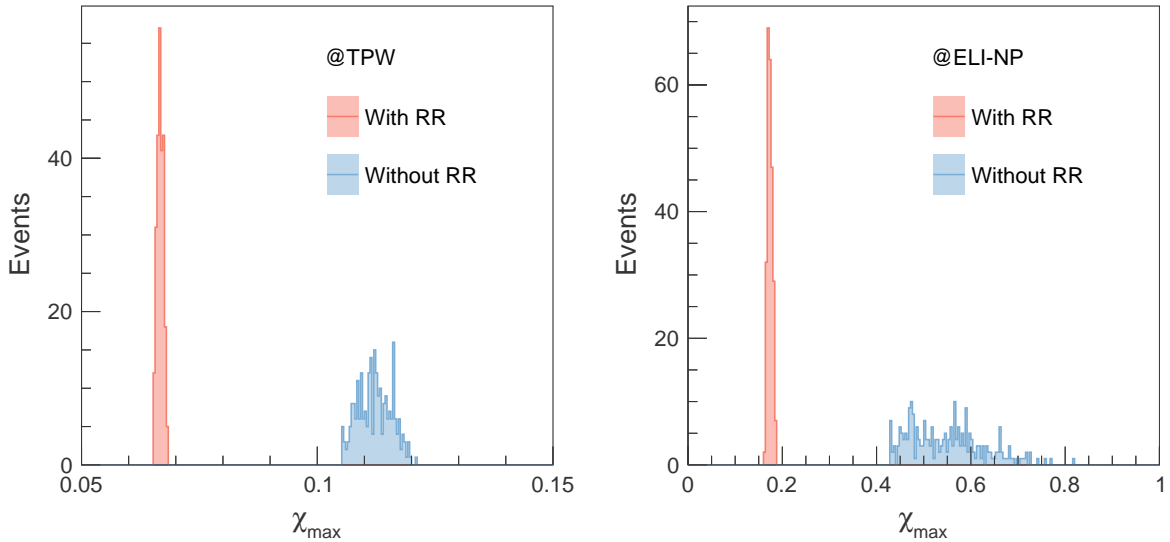 @TPW
With RR
Without RR
Events
0
20
40
0.05
0.1
0.15
χmax
@ELI-NP
With RR
Without RR
Events
0
20
40
60
0
0.2
0.4
0.6
0.8
1
χmax